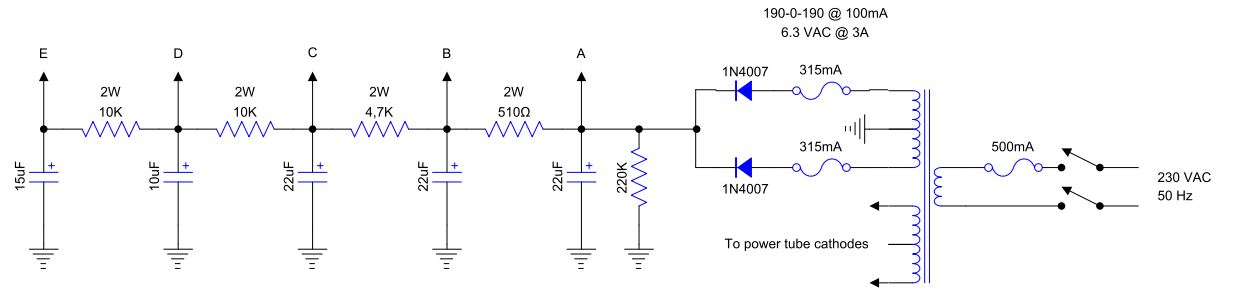 190-0-190 @ 100mA
6.3 VAC @ 3A
E
D
C
B
A
1N4007
315mA
2W
10K
2W
10K
2W
4,7K
2W
510Ω
315mA
500mA
15uF
+
10uF
+
22uF
+
22uF
+
22uF
+
220K
1N4007
230 VAC
50 Hz
To power tube cathodes